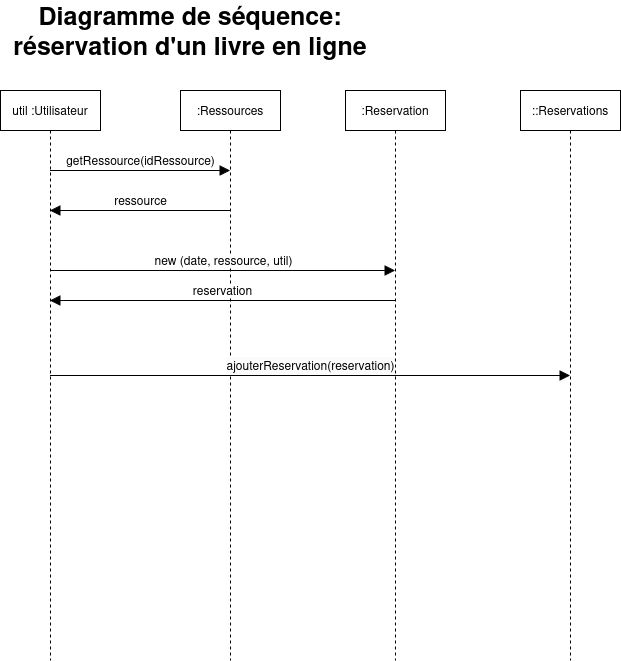 Diagramme de séquence:
réservation d'un livre en ligne
util :Utilisateur
:Ressources
:Reservation
::Reservations
getRessource(idRessource)
ressource
new (date, ressource, util)
reservation
ajouterReservation(reservation)